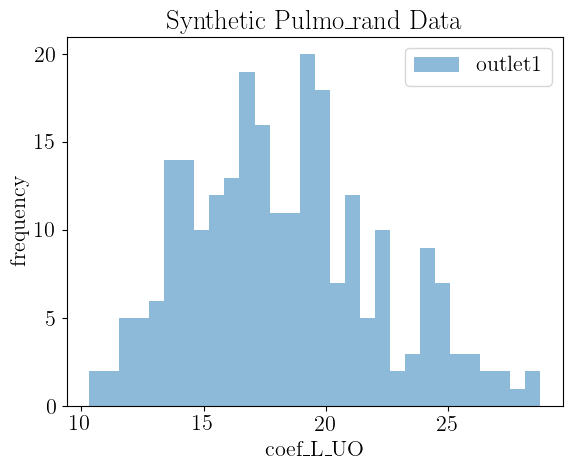 Synthetic Pulmo_rand Data
outlet1
frequency
20
15
10
5
0
10 15 20 25
coef_L_UO